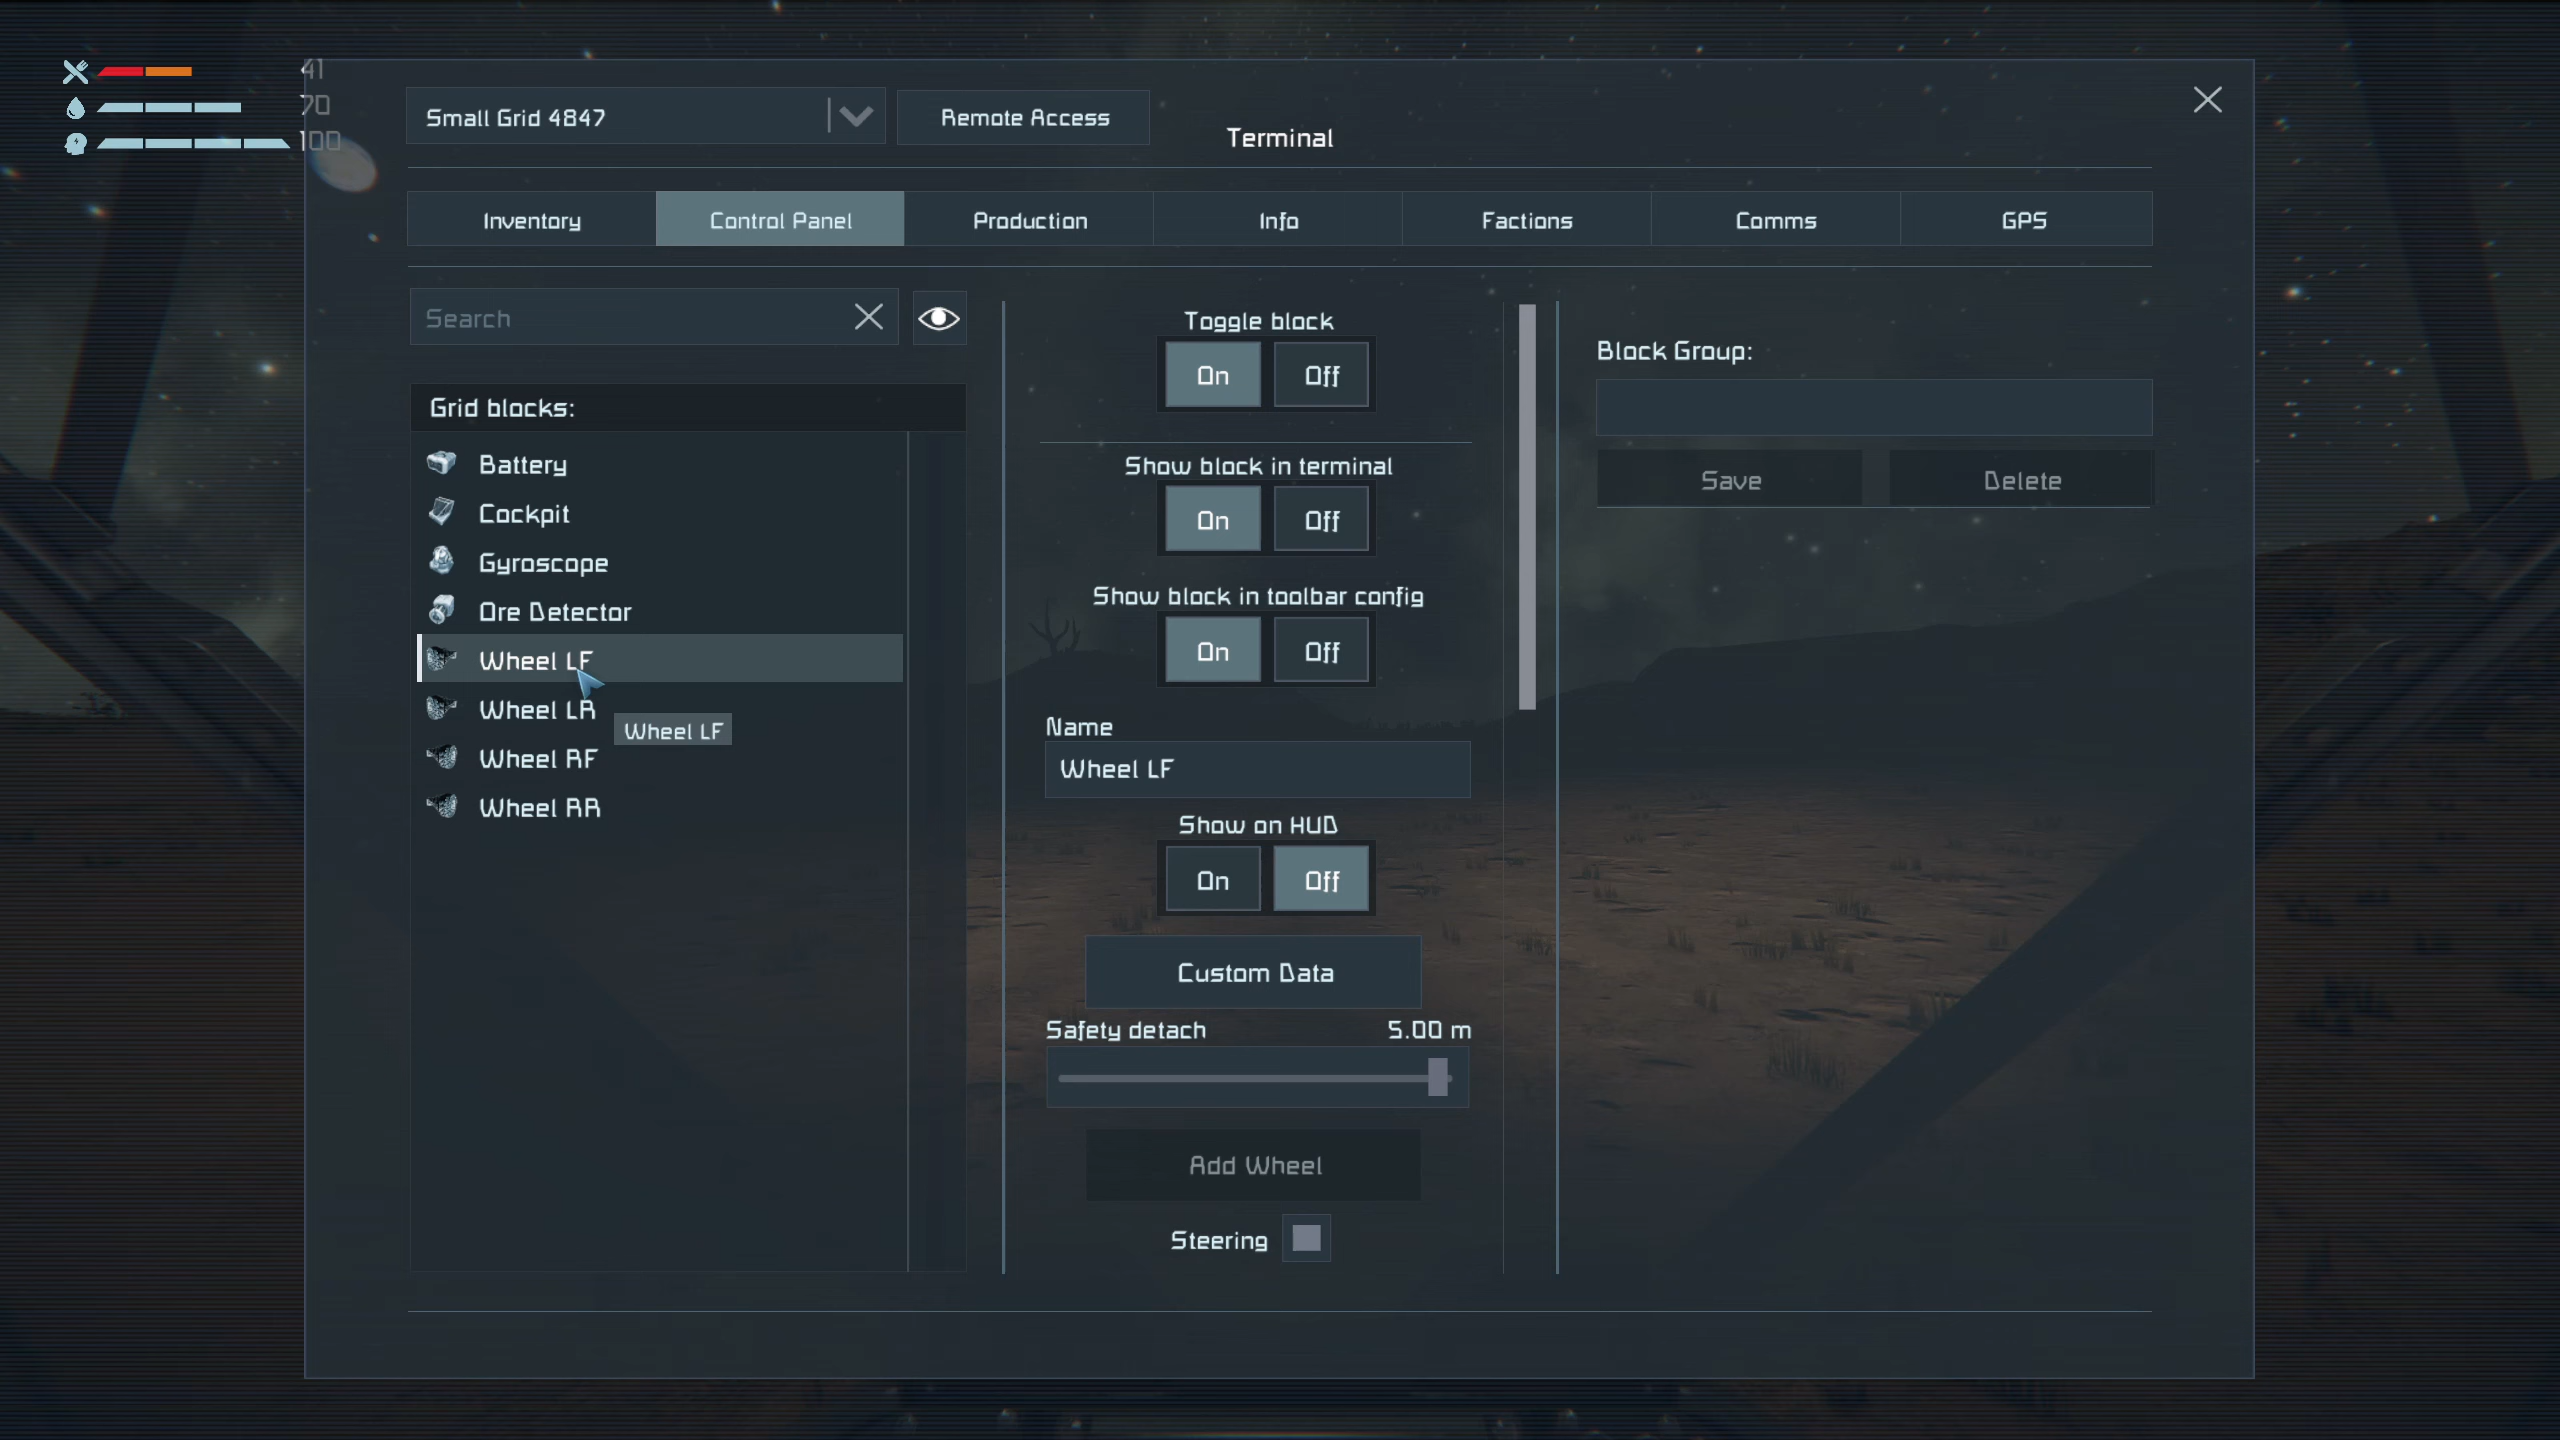 41
70
100
Small Grid 4847
Remote Access
Terminal
Inventory
Control Panel
Production
Info
Factions
Comms
GPS
Search
Grid blocks:
Battery
Cockpit
Gyroscope
Ore Detector
Wheel LF
Wheel LR
Wheel LF
Wheel RF
Wheel RR
Toggle block
On
Off
Show block in terminal
On
Off
Show block in toolbar config
On
Off
Name
Wheel LF
Show on HUD
On
Off
Custom Data
Safety detach
5.00 m
Add Wheel
Steering
Block Group:
Save
Delete